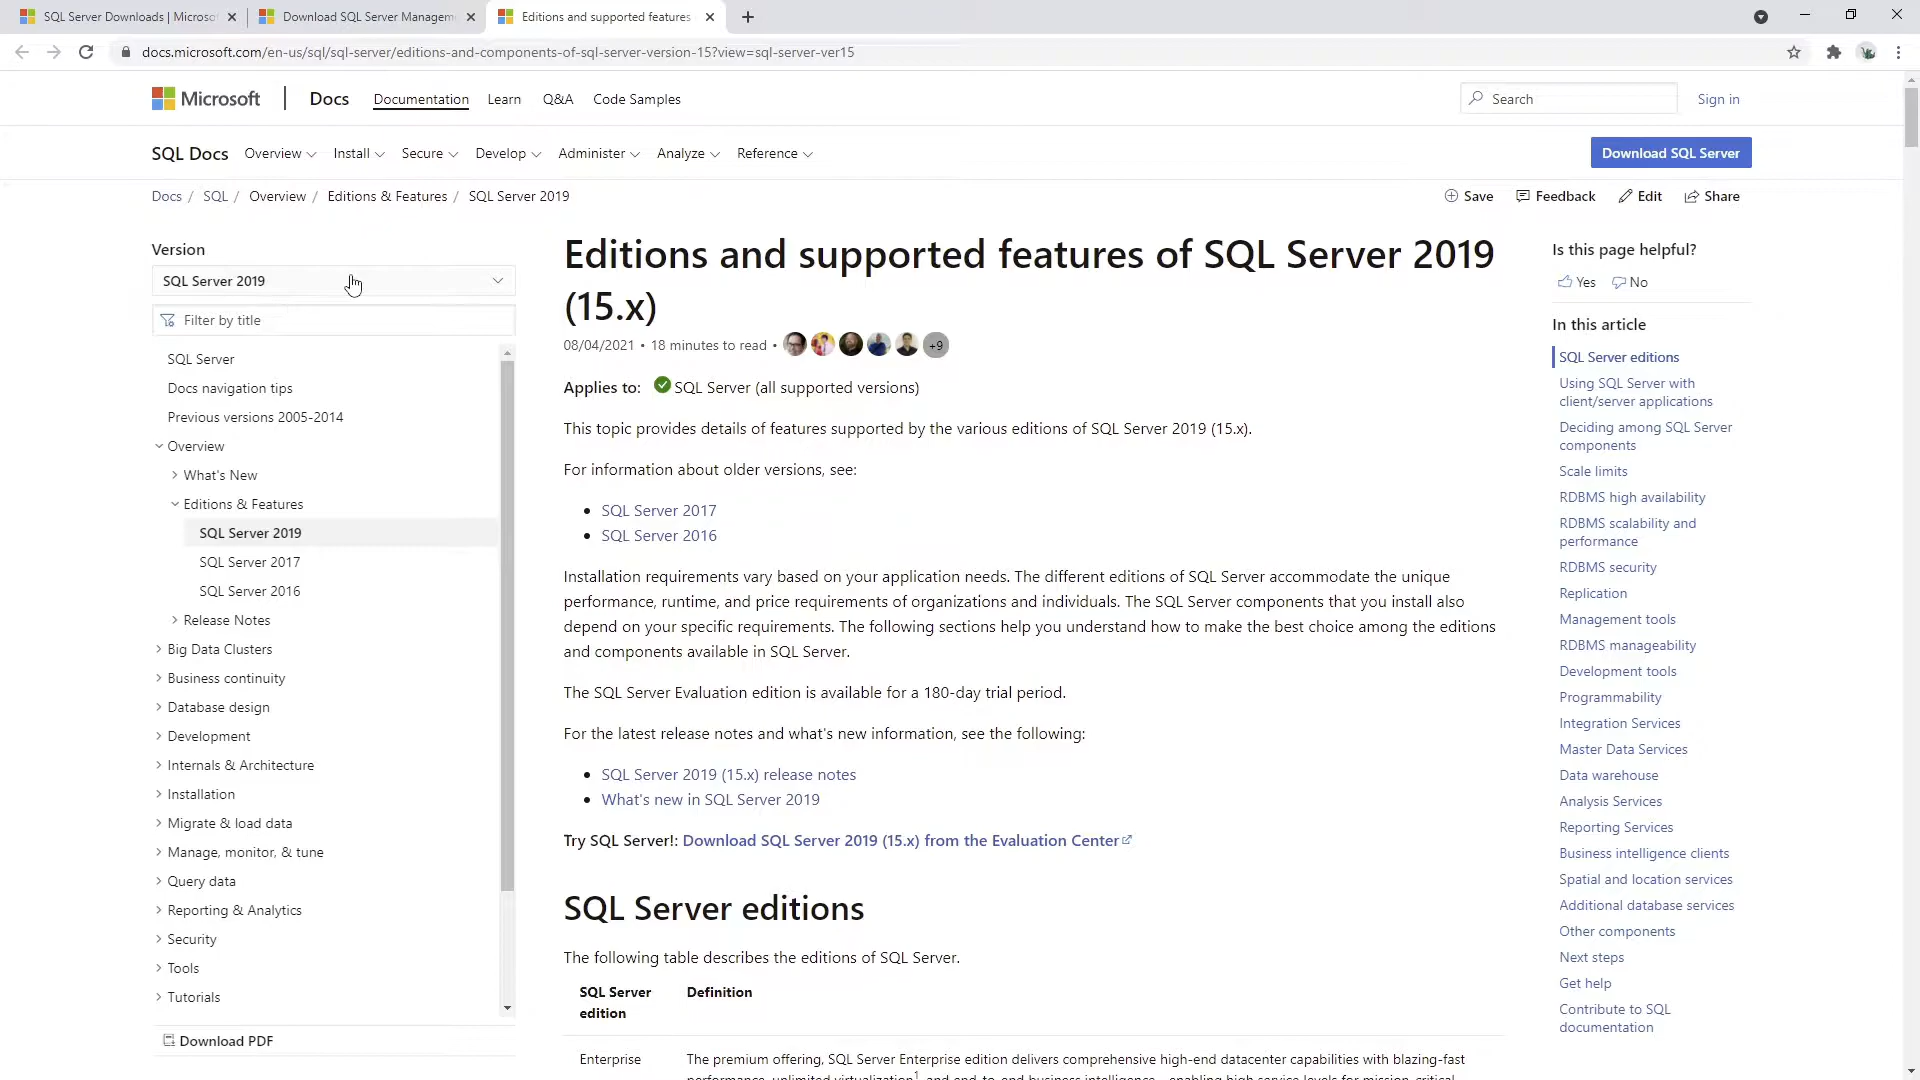 SQL Server Downloads | Microsof
Download SQL Server Managem
Editions and supported features
docs.microsoft.com/en-us/sql/sql-server/editions-and-components-of-sql-server-version-15?view=sql-server-ver15
Microsoft
Docs
Documentation
Learn
Q&A
Code Samples
Search
Sign in
SQL Docs
Overview
Install
Secure
Develop
Administer
Analyze
Reference
Download SQL Server
Docs / SQL / Overview / Editions & Features / SQL Server 2019
Save
Feedback
Edit
Share
Version
SQL Server 2019
Filter by title
SQL Server
Docs navigation tips
Previous versions 2005-2014
Overview
What's New
Editions & Features
SQL Server 2019
SQL Server 2017
SQL Server 2016
Release Notes
Big Data Clusters
Business continuity
Database design
Development
Internals & Architecture
Installation
Migrate & load data
Manage, monitor, & tune
Query data
Reporting & Analytics
Security
Tools
Tutorials
Download PDF
Editions and supported features of SQL Server 2019
(15.x)
08/04/2021 • 18 minutes to read • +9
Applies to: SQL Server (all supported versions)
This topic provides details of features supported by the various editions of SQL Server 2019 (15.x).
For information about older versions, see:
• SQL Server 2017
• SQL Server 2016
Installation requirements vary based on your application needs. The different editions of SQL Server accommodate the unique
performance, runtime, and price requirements of organizations and individuals. The SQL Server components that you install also
depend on your specific requirements. The following sections help you understand how to make the best choice among the editions
and components available in SQL Server.
The SQL Server Evaluation edition is available for a 180-day trial period.
For the latest release notes and what's new information, see the following:
• SQL Server 2019 (15.x) release notes
• What's new in SQL Server 2019
Try SQL Server!: Download SQL Server 2019 (15.x) from the Evaluation Center
SQL Server editions
The following table describes the editions of SQL Server.
SQL Server
edition
Definition
Enterprise
The premium offering, SQL Server Enterprise edition delivers comprehensive high-end datacenter capabilities with blazing-fast
performance, unlimited virtualization1, and end-to-end business intelligence - enabling high service levels for mission-critical
Is this page helpful?
Yes
No
In this article
SQL Server editions
Using SQL Server with
client/server applications
Deciding among SQL Server
components
Scale limits
RDBMS high availability
RDBMS scalability and
performance
RDBMS security
Replication
Management tools
RDBMS manageability
Development tools
Programmability
Integration Services
Master Data Services
Data warehouse
Analysis Services
Reporting Services
Business intelligence clients
Spatial and location services
Additional database services
Other components
Next steps
Get help
Contribute to SQL
documentation